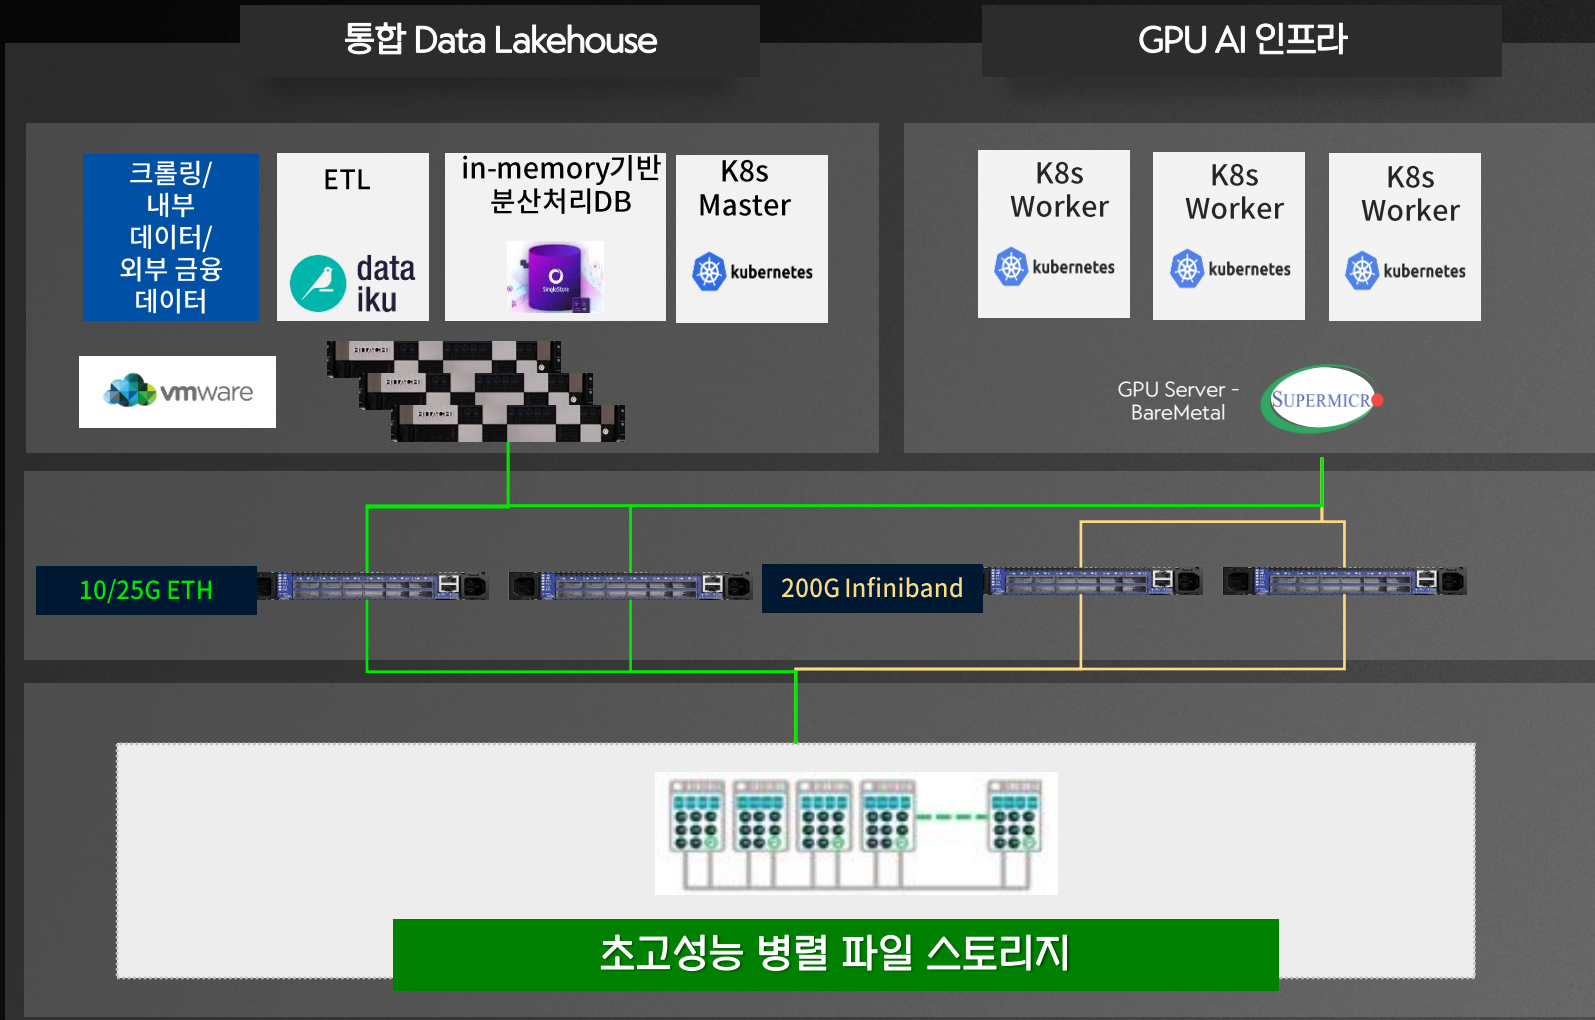 통합 Data Lakehouse
GPU AI 인프라
크롤링/
내부
데이터/
외부 금융
데이터
ETL
data
iku
in-memory기반
분산처리DB
SingleStore
K8s
Master
kubernetes
K8s
Worker
kubernetes
K8s
Worker
kubernetes
K8s
Worker
kubernetes
vmware
HITACHI
HITACHI
HITACHI
GPU Server -
BareMetal
SUPERMICR
10/25G ETH
200G Infiniband
초고성능 병렬 파일 스토리지